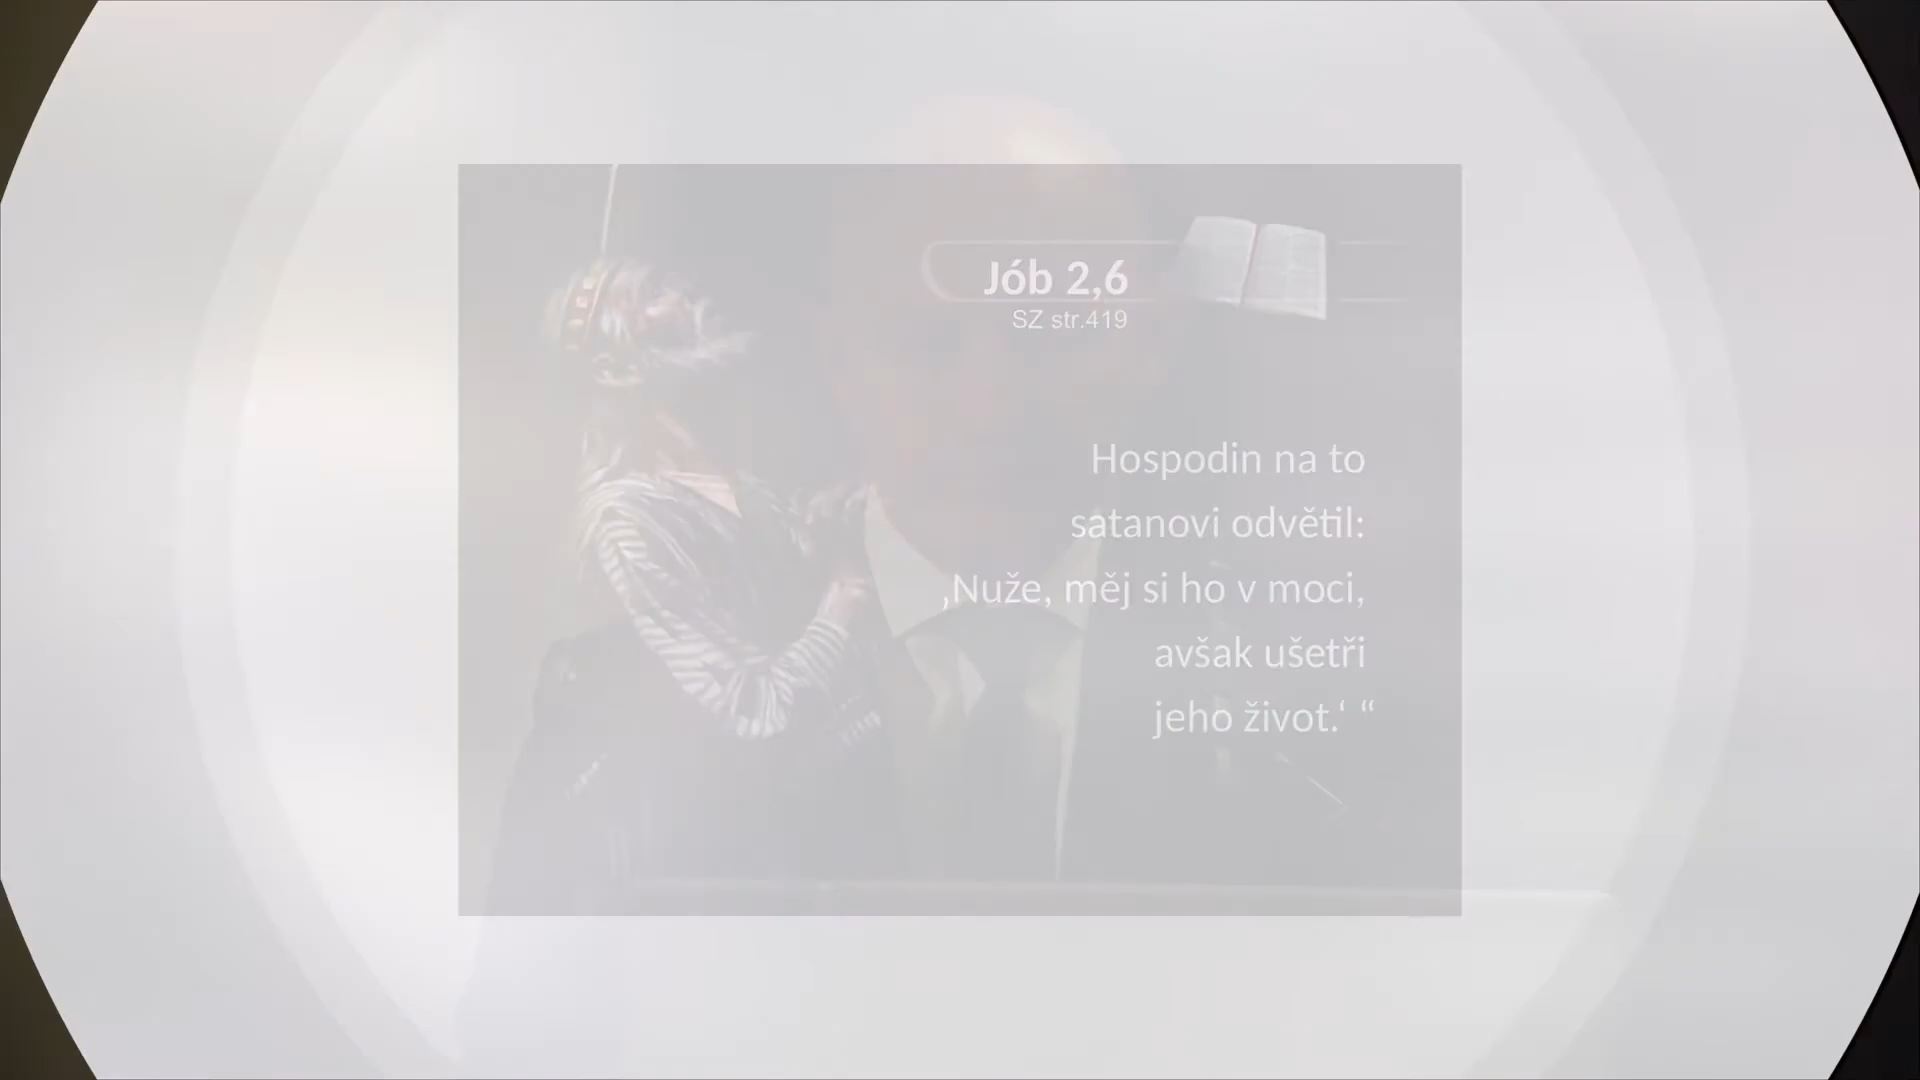 Jób 2,6
SZ str.419
Hospodin na to
satanovi odvětil:
‚Nuže, měj si ho v moci,
avšak ušetři
jeho život.‘ “